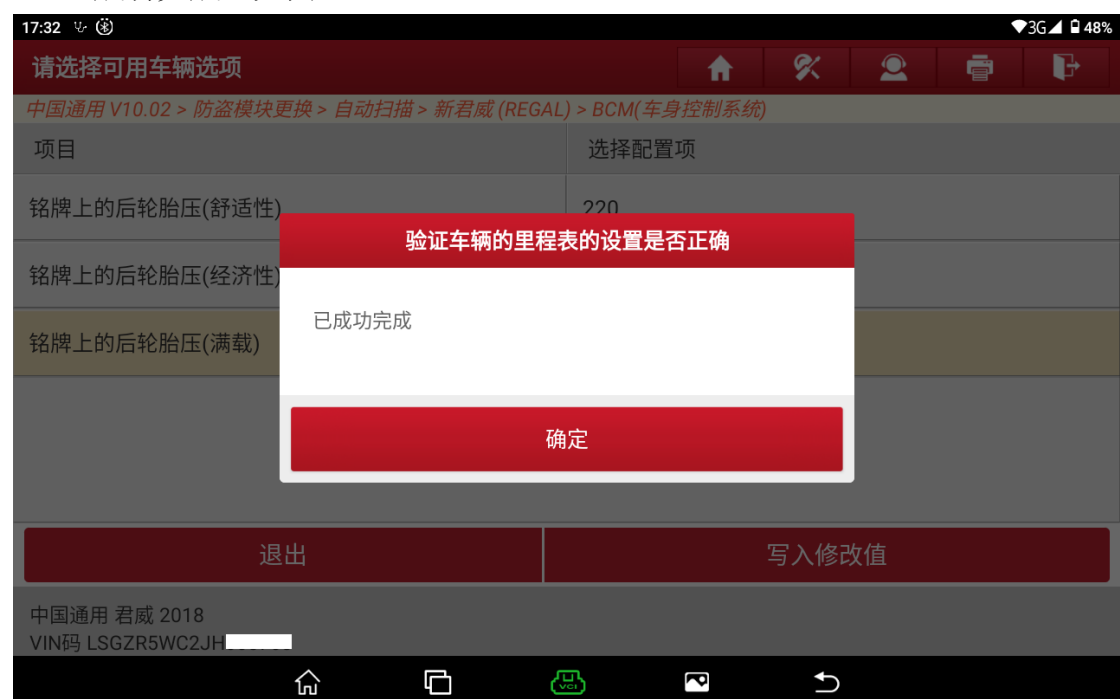 17:32 3G 48%
请选择可用车辆选项
中国通用 V10.02 > 防盗模块更换 > 自动扫描 > 新君威 (REGAL) > BCM(车身控制系统)
项目 选择配置项
铭牌上的后轮胎压(舒适性) 220
验证车辆的里程表的设置是否正确
铭牌上的后轮胎压(经济性)
已成功完成
铭牌上的后轮胎压(满载)
确定
退出 写入修改值
中国通用 君威 2018
VIN码 LSGZR5WC2JH
VCI